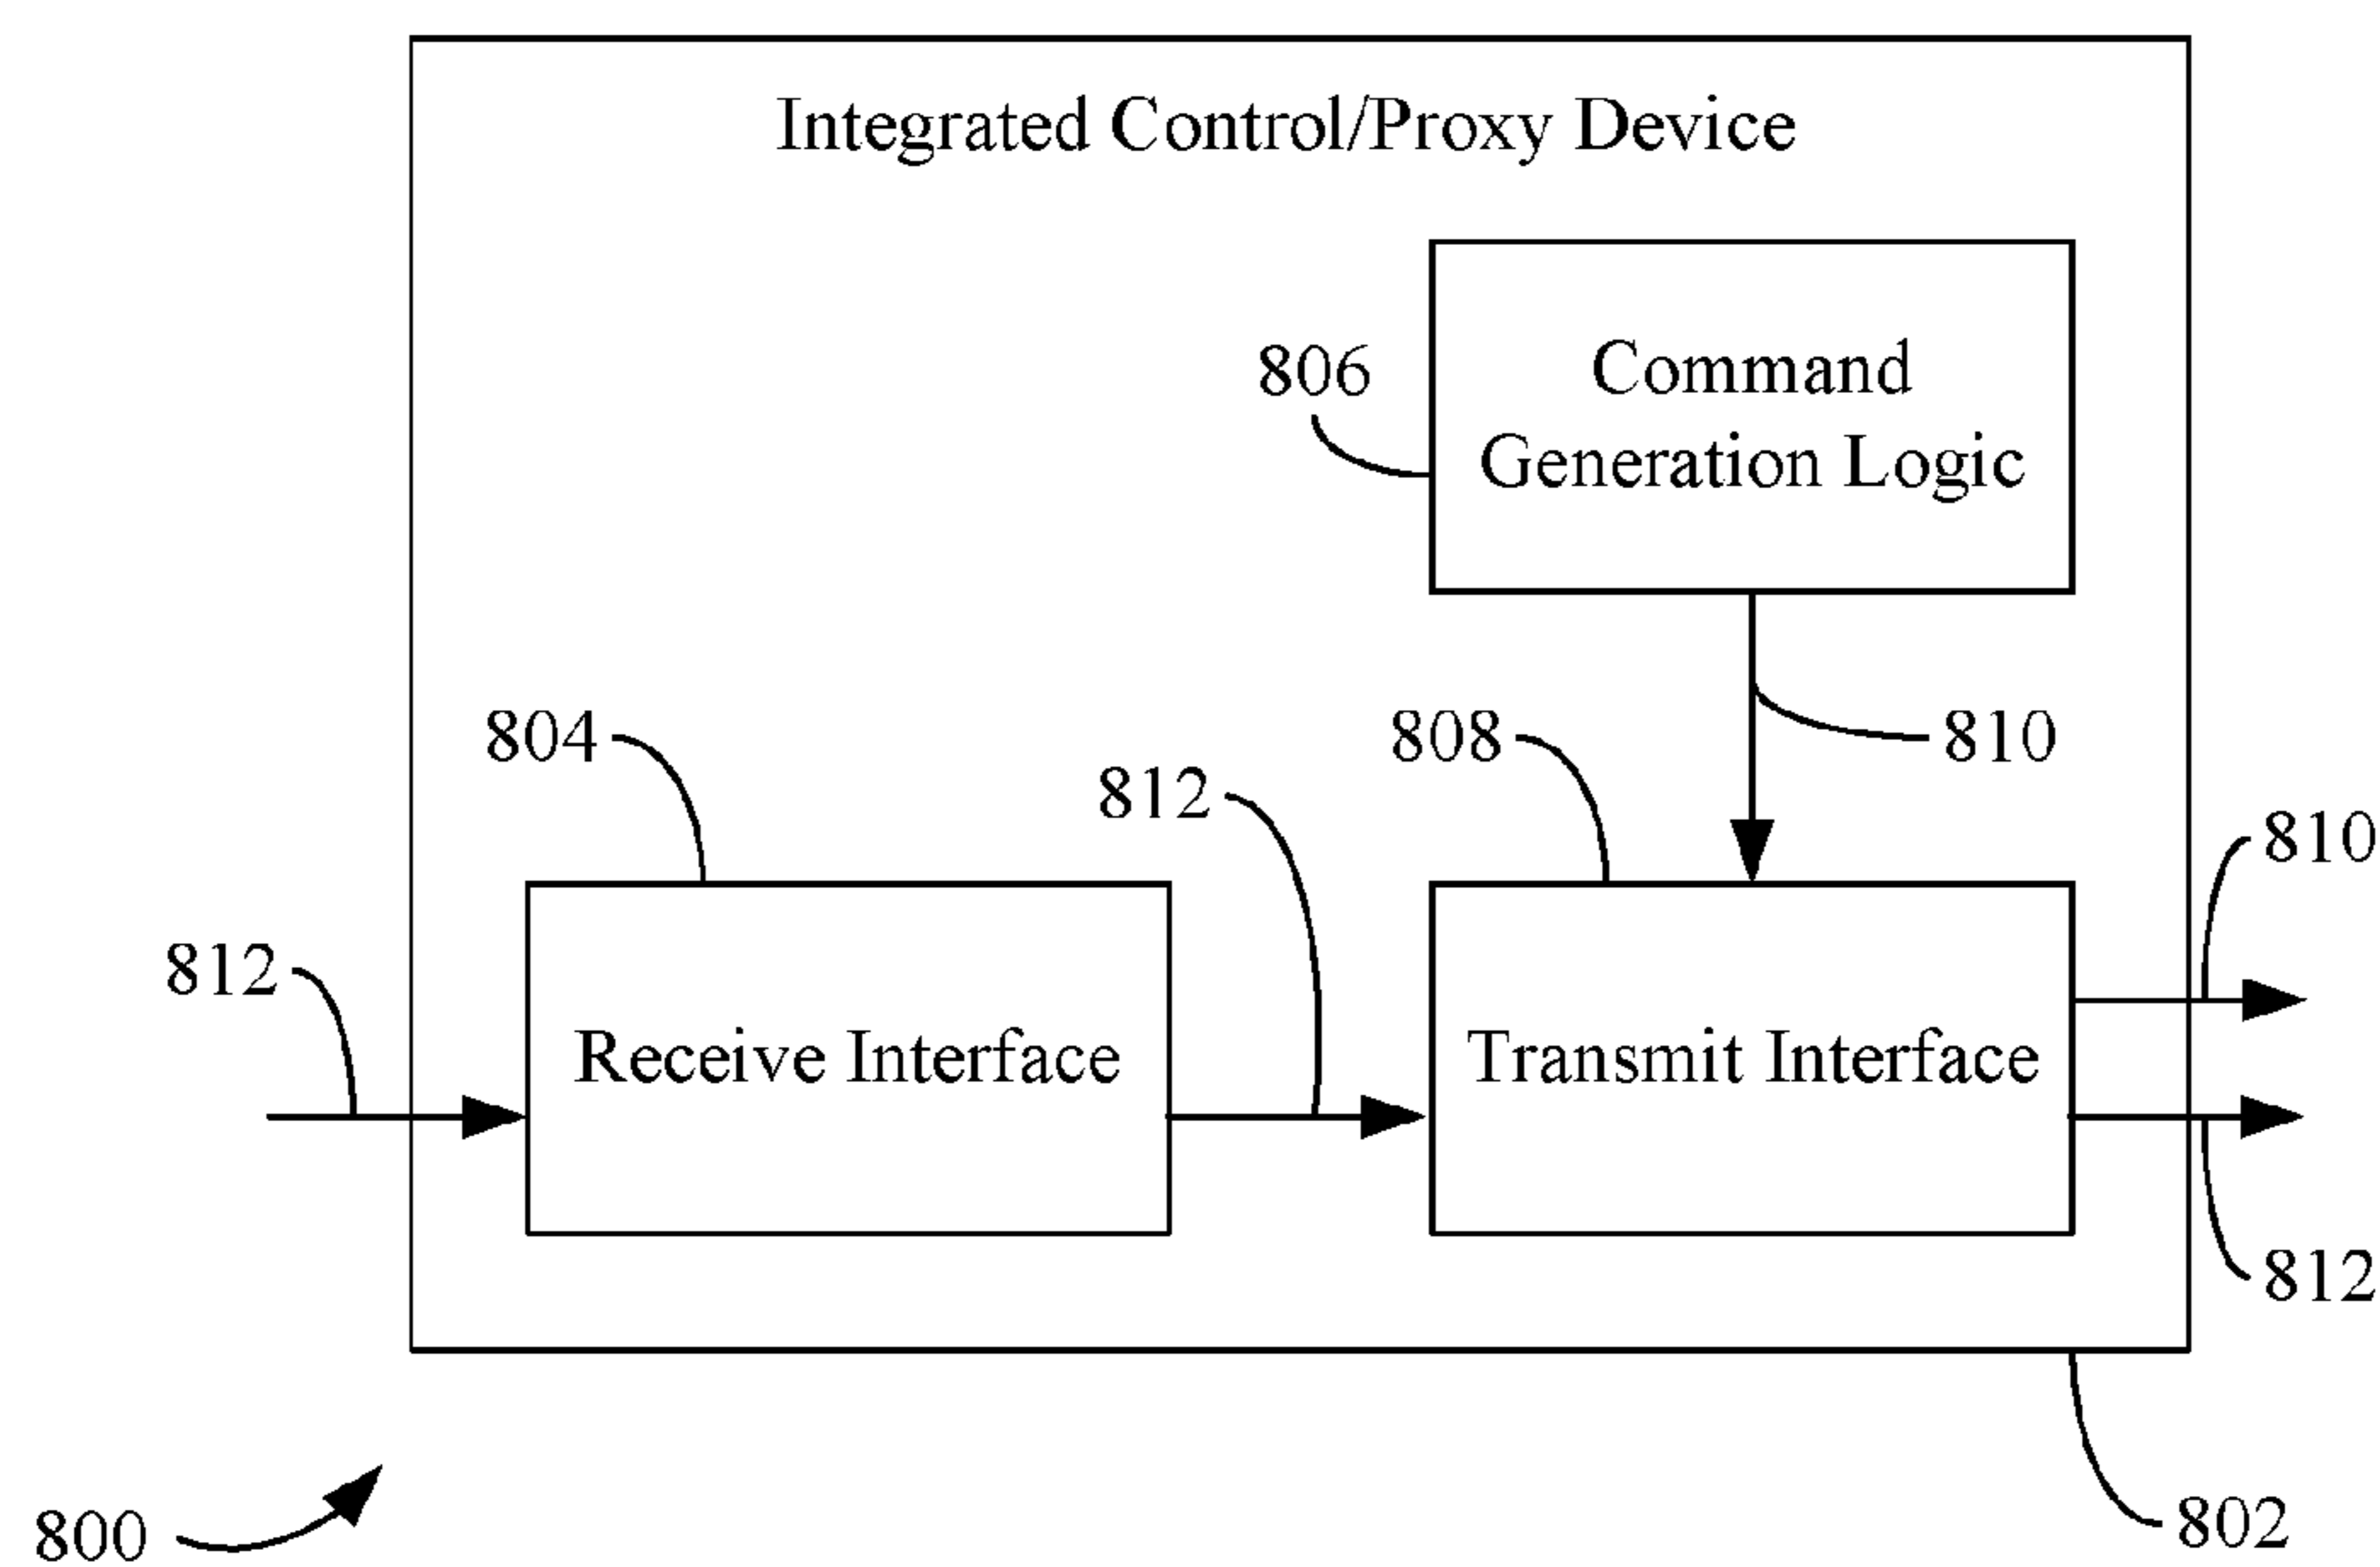 Integrated Control/Proxy Device
806
Command
Generation Logic
804
808
810
812
810
812
Receive Interface
Transmit Interface
812
800
802